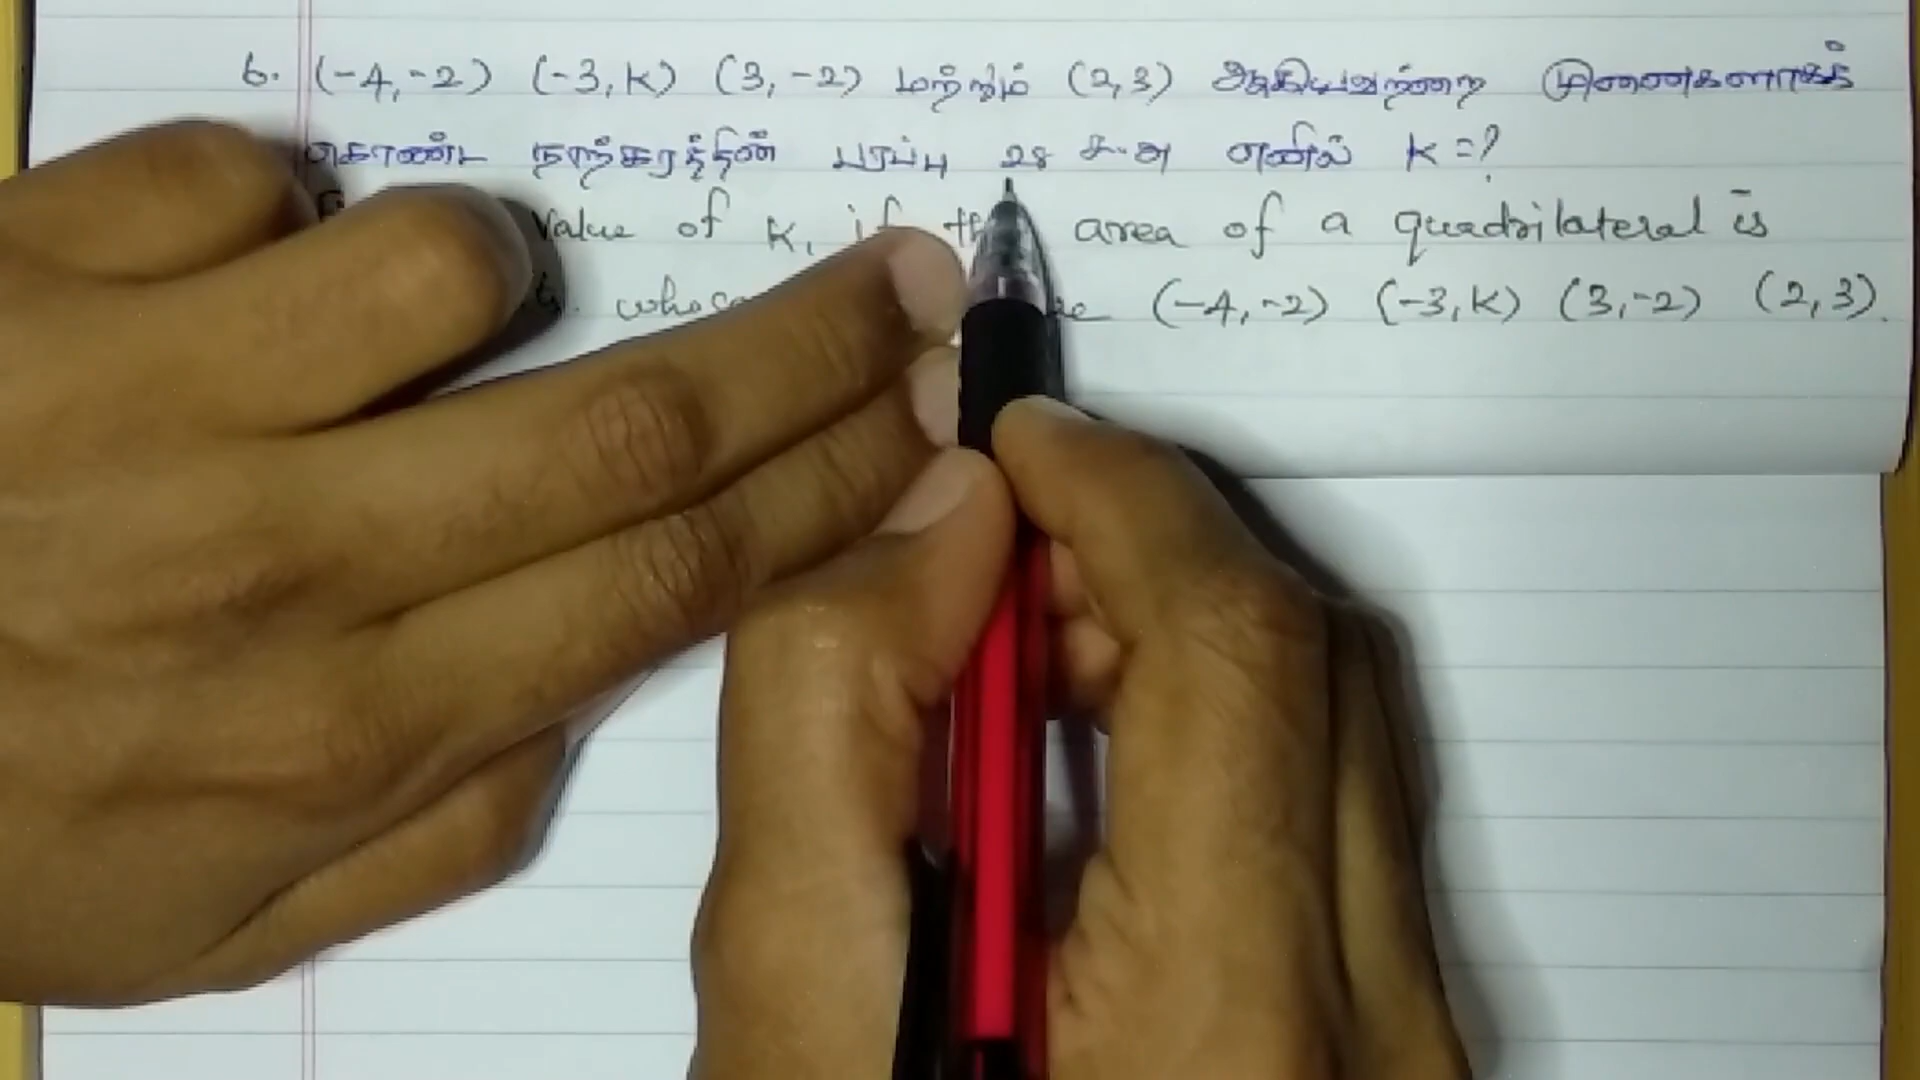 6. (-4,-2) (-3,K) (3,-2) மற்றும் (2,3) ஆகியவற்றை முனைகளாகக்
கொண்ட நாற்கரத்தின் பரப்பு 28 ச.அ எனில் K=?
Value of K, if the area of a quadrilateral is
(-4,-2) (-3,K) (3,-2) (2,3).